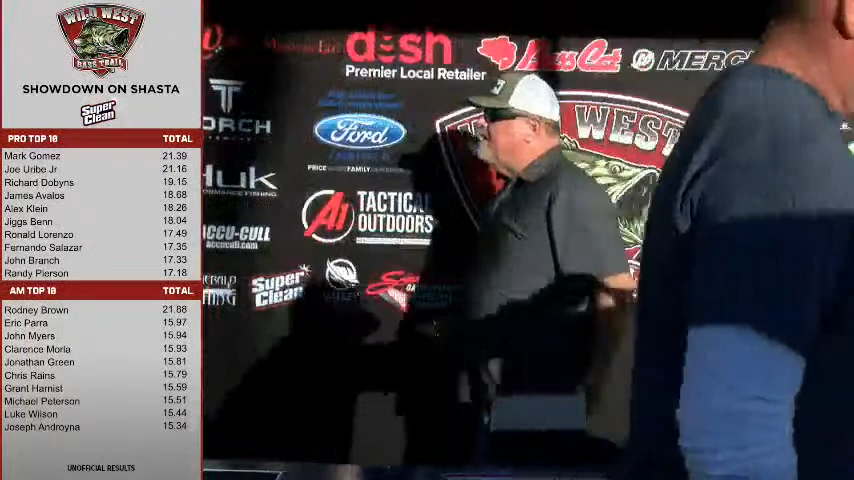 WILD WEST
BASS TRAIL
SHOWDOWN ON SHASTA
Super
Clean
PRO TOP 10 TOTAL
Mark Gomez 21.39
Joe Uribe Jr 21.16
Richard Dobyns 19.15
James Avalos 18.68
Alex Klein 18.26
Jiggs Benn 18.04
Ronald Lorenzo 17.49
Fernando Salazar 17.35
John Branch 17.33
Randy Pierson 17.18
AM TOP 10 TOTAL
Rodney Brown 21.88
Eric Parra 15.97
John Myers 15.94
Clarence Morla 15.93
Jonathan Green 15.81
Chris Rains 15.79
Grant Harnist 15.59
Michael Peterson 15.51
Luke Wilson 15.44
Joseph Androyna 15.34
UNOFFICIAL RESULTS
dish
Premier Local Retailer
Bass Cat
MERC
ORCH
Ford
PRICE FAMILY
HUK
TACTICAL
A1 OUTDOORS
ACCU-CULL
accucull.com
Super
Clean
WILD WEST